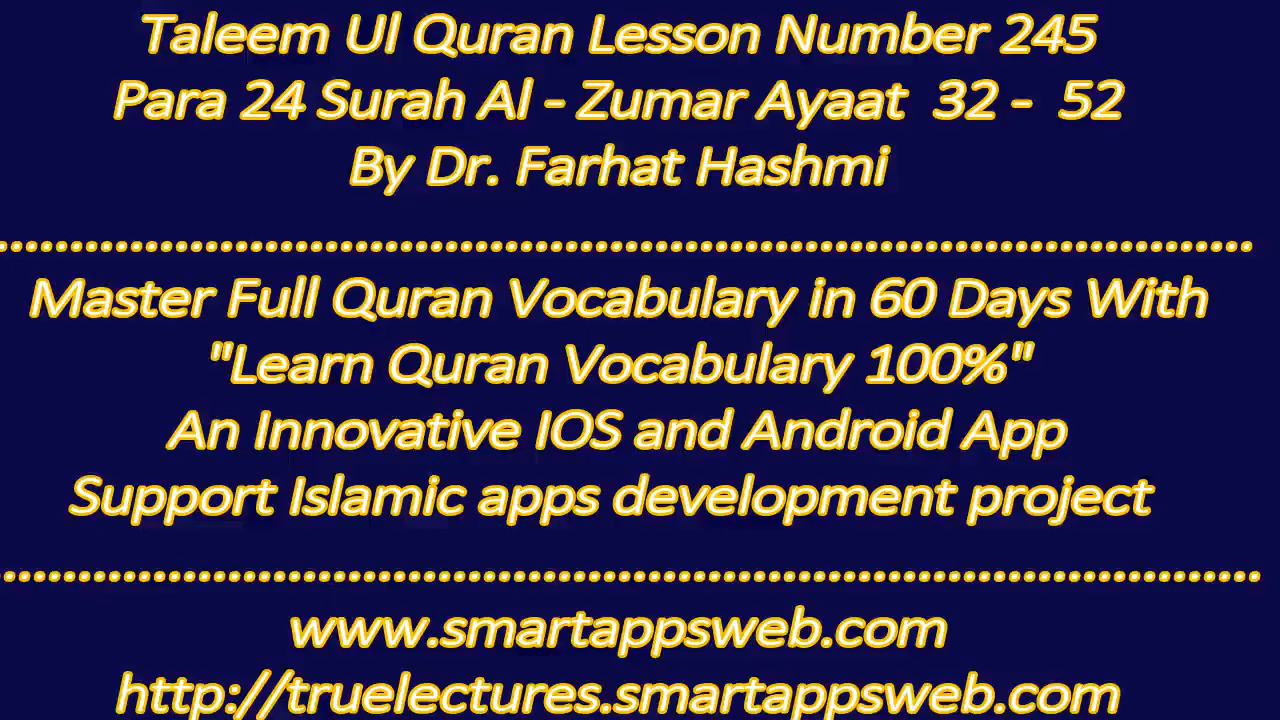 Taleem Ul Quran Lesson Number 245
Para 24 Surah Al - Zumar Ayaat  32 -  52
By Dr. Farhat Hashmi
Master Full Quran Vocabulary in 60 Days With
"Learn Quran Vocabulary 100%"
An Innovative IOS and Android App
Support Islamic apps development project
www.smartappsweb.com
http://truelectures.smartappsweb.com